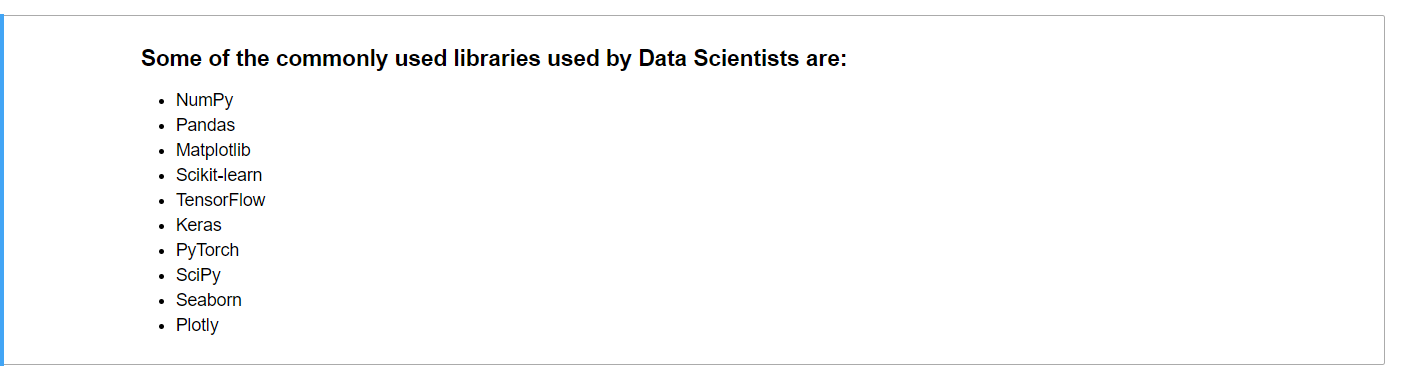 Some of the commonly used libraries used by Data Scientists are:
• NumPy
• Pandas
• Matplotlib
• Scikit-learn
• TensorFlow
• Keras
• PyTorch
• SciPy
• Seaborn
• Plotly